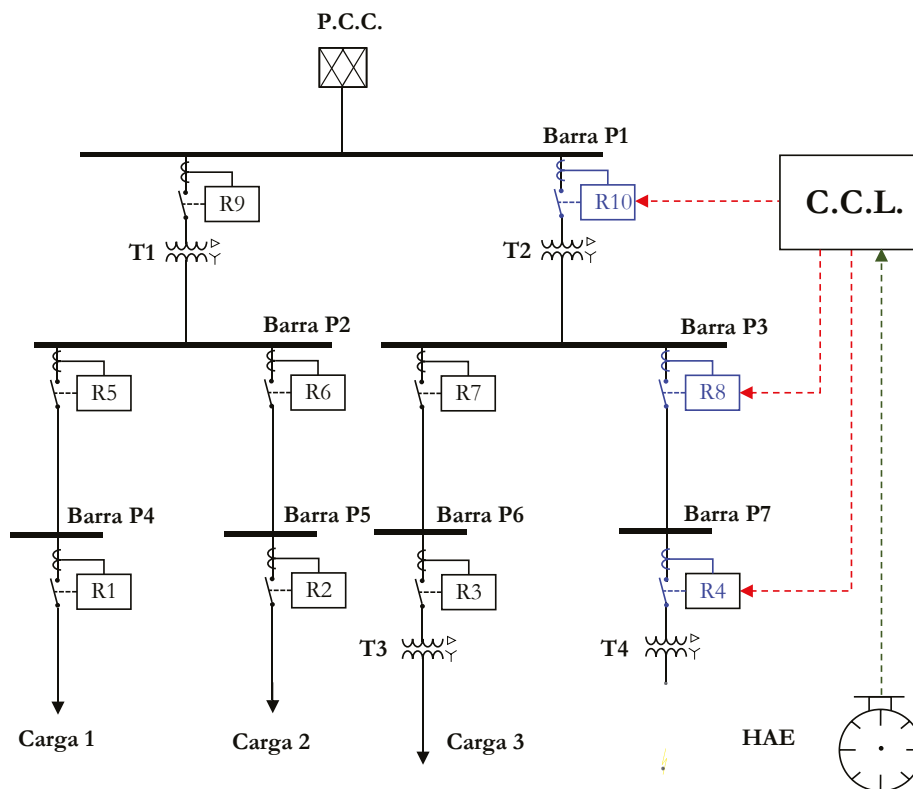 P.C.C.
Barra P1
C.C.L.
R9
R10
T1
T2
Barra P2
Barra P3
R5
R6
R7
R8
Barra P4
Barra P5
Barra P6
Barra P7
R1
R2
R3
R4
T3
T4
Carga 1
Carga 2
Carga 3
HAE